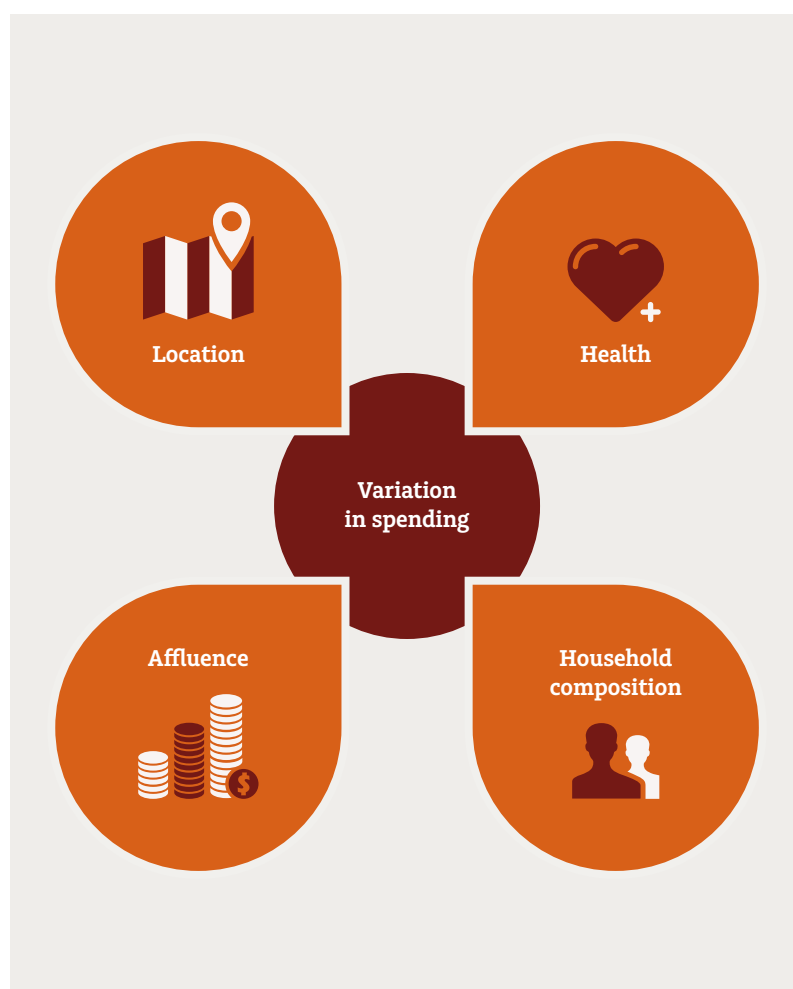 Location
Health
Variation
in spending
Affluence
Household
composition
$